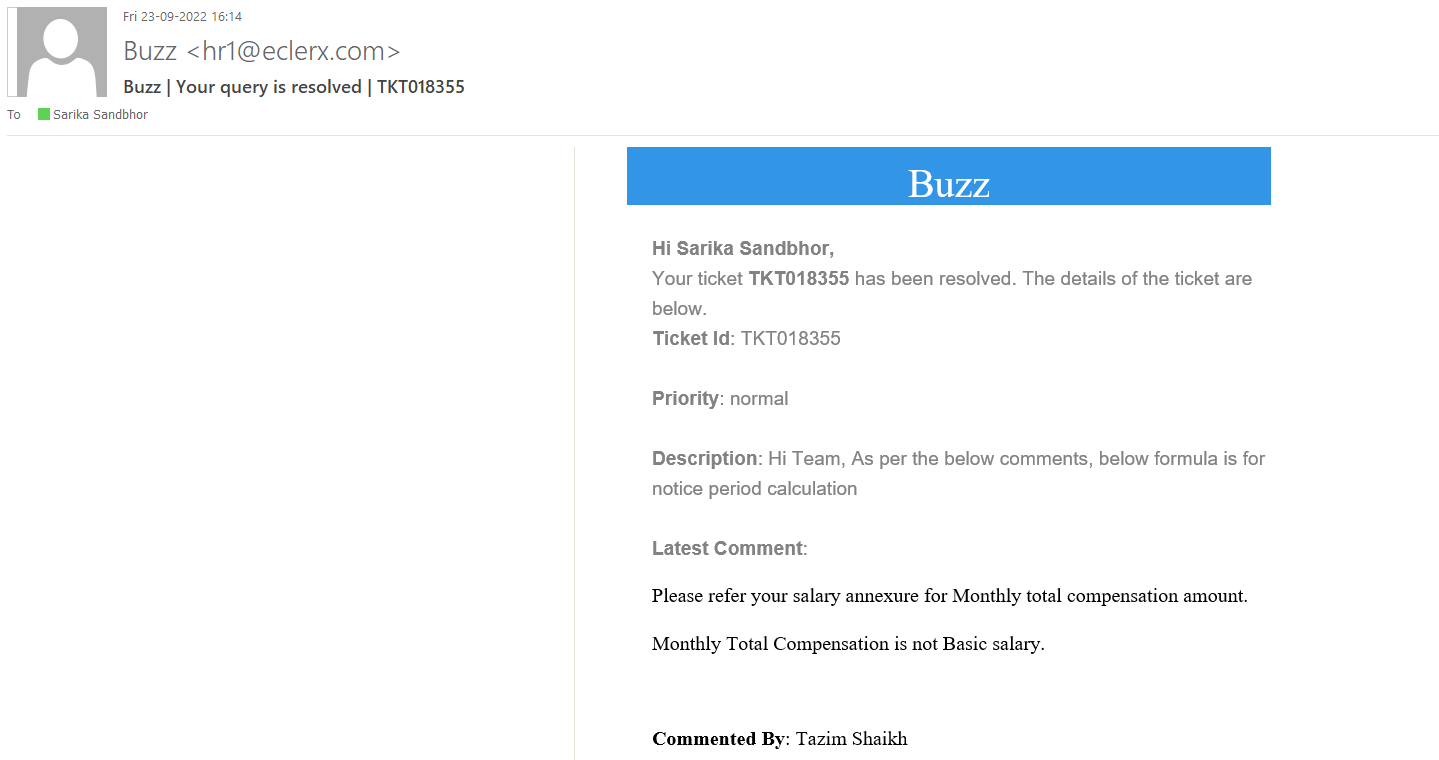 Fri 23-09-2022 16:14
Buzz <hr1@eclerx.com>
Buzz | Your query is resolved | TKT018355
To Sarika Sandbhor
Buzz
Hi Sarika Sandbhor,
Your ticket TKT018355 has been resolved. The details of the ticket are
below.
Ticket Id: TKT018355
Priority: normal
Description: Hi Team, As per the below comments, below formula is for
notice period calculation
Latest Comment:
Please refer your salary annexure for Monthly total compensation amount.
Monthly Total Compensation is not Basic salary.
Commented By: Tazim Shaikh